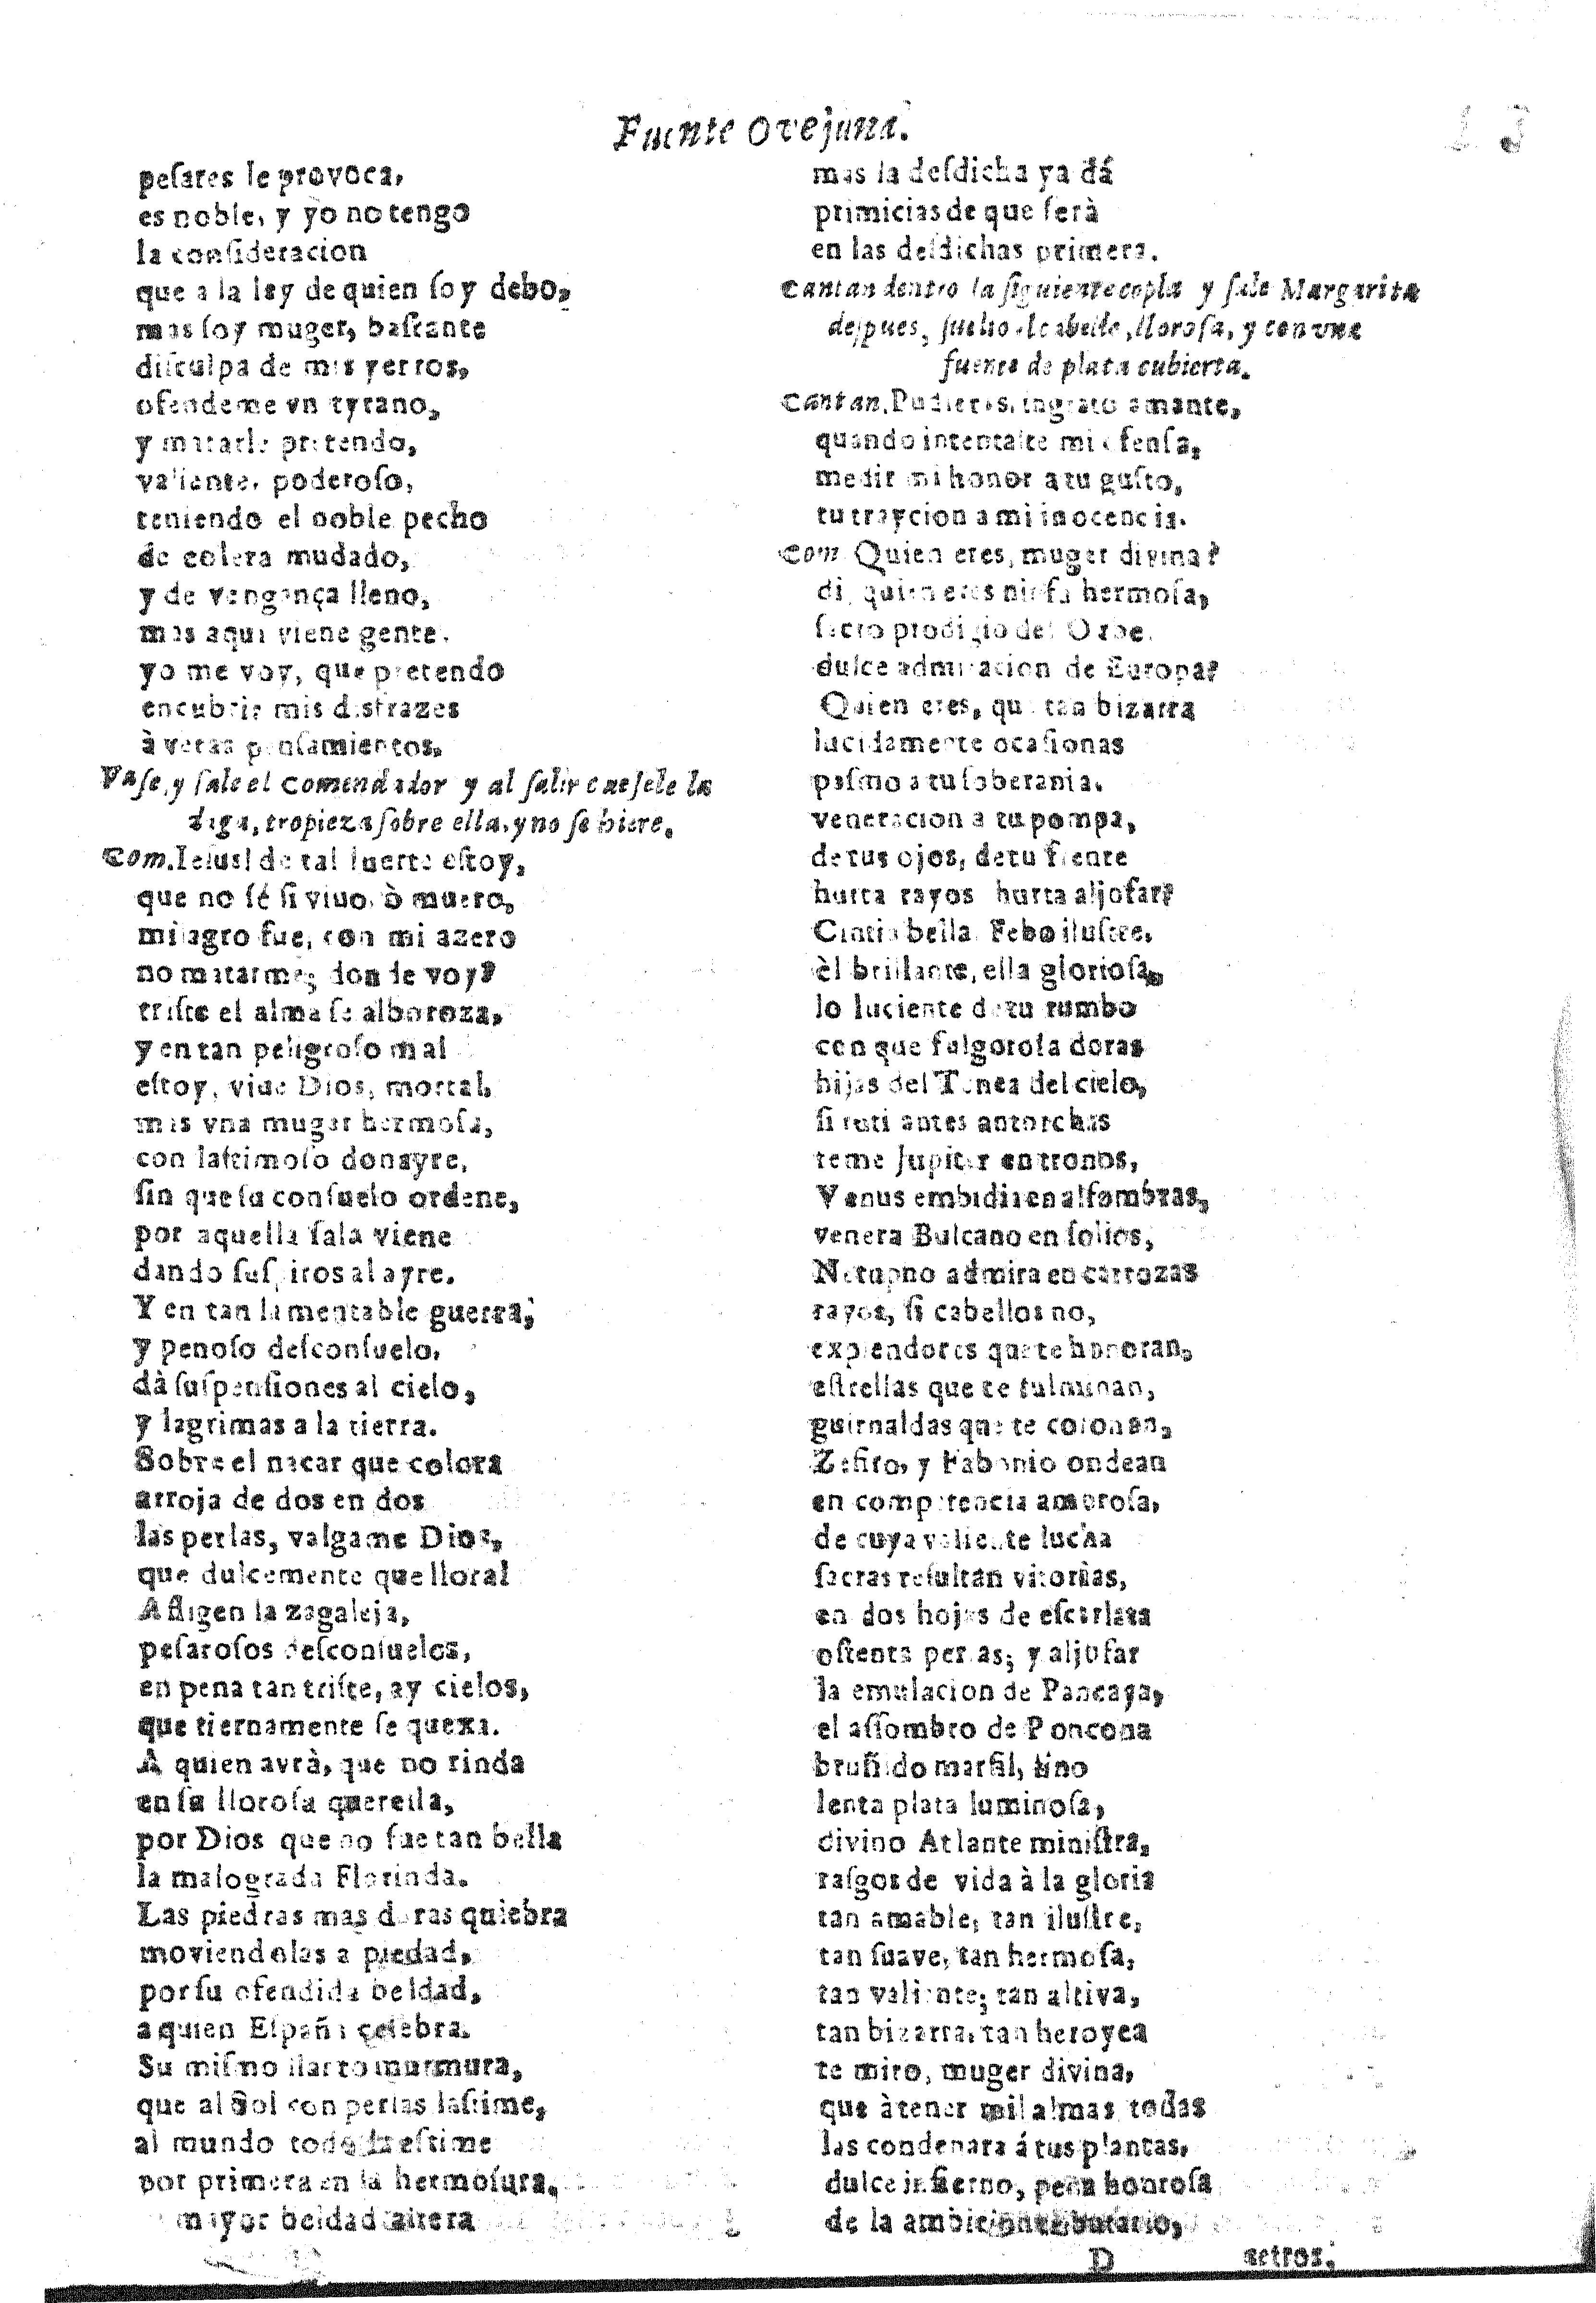 Fuente Ovejuna.
13
pesares le provoca,
es noble, y yo no tengo
la consideracion
que a la ley de quien soy debo,
mas soy muger, bastante
disculpa de mis yerros,
ofendeme vn tyrano,
y matarle pretendo,
valiente, poderoso,
teniendo el noble pecho
de colera mudado,
y de vengança lleno,
mas aqui viene gente,
yo me voy, que pretendo
encubrir mis disfrazes
à veras pensamientos.
Vase, y sale el Comendador y al salir caesele la
daga, tropieza sobre ella, y no se hiere.
Com. Iesus! de tal suerte estoy,
que no sé si viuo, ò muero,
milagro fue, con mi azero
no matarme; donde voy?
triste el alma se alboroza,
y en tan peligroso mal
estoy, viue Dios, mortal,
mas vna muger hermosa,
con lastimoso donayre,
sin que su consuelo ordene,
por aquella sala viene
dando suspiros al ayre.
Y en tan lamentable guerra,
y penoso desconsuelo,
dà suspensiones al cielo,
y lagrimas a la tierra.
Sobre el nacar que colora
arroja de dos en dos
las perlas, valgame Dios,
que dulcemente que llora!
Afligen la zagaleja,
pesarosos desconsuelos,
en pena tan triste, ay cielos,
que tiernamente se quexa.
A quien avrà, que no rinda
en su llorosa querella,
por Dios que no fue tan bella
la malograda Florinda.
Las piedras mas duras quiebra
moviendolas a piedad,
por su ofendida beldad,
a quien España celebra.
Su mismo llanto murmura,
que al Sol con perlas lastime,
al mundo todo la estime
por primera en la hermosura,
mayor beldad altera
mas la desdicha ya dá
primicias de que serà
en las desdichas primera.
Cantan dentro la siguiente copla y sale Margarita
despues, suelto el cabello, llorosa, y con vna
fuente de plata cubierta.
Cantan. Pudieras, ingrato amante,
quando intentaste mi ofensa,
medir mi honor a tu gusto,
tu traycion a mi inocencia.
Com Quien eres, muger divina?
di, quien eres ninfa hermosa,
sacro prodigio del Orbe,
dulce admiracion de Europa?
Quien eres, que tan bizarra
lucidamente ocasionas
pasmo a tu soberania,
veneracion a tu pompa,
de tus ojos, de tu frente
hurta rayos hurta aljofar?
Cintia bella, Febo ilustre,
èl brillante, ella gloriosa,
lo luciente de tu rumbo
con que fulgorosa doras
hijas del Tonea del cielo,
si rutilantes antorchas
teme Jupiter en tronos,
Venus embidia en alfombras,
venera Bulcano en solios,
Netupno admira en carrozas
rayos, si cabellos no,
explendores que te honoran,
estrellas que te fulminan,
guirnaldas que te coronan,
Zefiro, y Fabonio ondean
en competencia amorosa,
de cuya valiente lucha
sacras resultan vitorias,
en dos hojas de escarlata
ostenta perlas; y aljofar
la emulacion de Pancaya,
el assombro de Poncona
bruñido marfil, sino
lenta plata luminosa,
divino Atlante ministra,
rasgos de vida à la gloria
tan amable, tan ilustre,
tan suave, tan hermosa,
tan valiente; tan altiva,
tan bizarra, tan heroyca
te miro, muger divina,
que à tener mil almas todas
las condenara á tus plantas,
dulce infierno, pena honrosa
de la ambicion tributario,
D